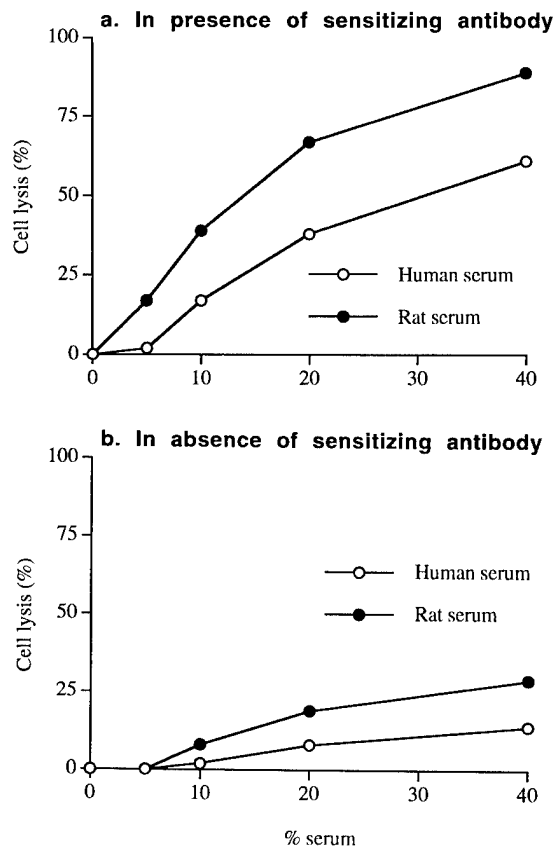 a. In presence of sensitizing antibody
100
75
50
25
0
Cell lysis (%)
Human serum
Rat serum
0 10 20 30 40
b. In absence of sensitizing antibody
100
75
50
25
0
Cell lysis (%)
Human serum
Rat serum
0 10 20 30 40
% serum